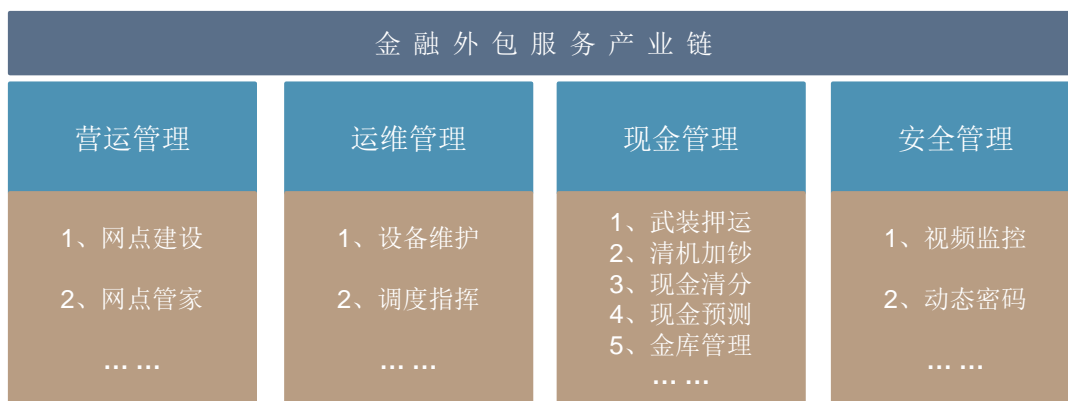 金融外包服务产业链
营运管理
1、网点建设
2、网点管家
... ...
运维管理
1、设备维护
2、调度指挥
... ...
现金管理
1、武装押运
2、清机加钞
3、现金清分
4、现金预测
5、金库管理
... ...
安全管理
1、视频监控
2、动态密码
... ...